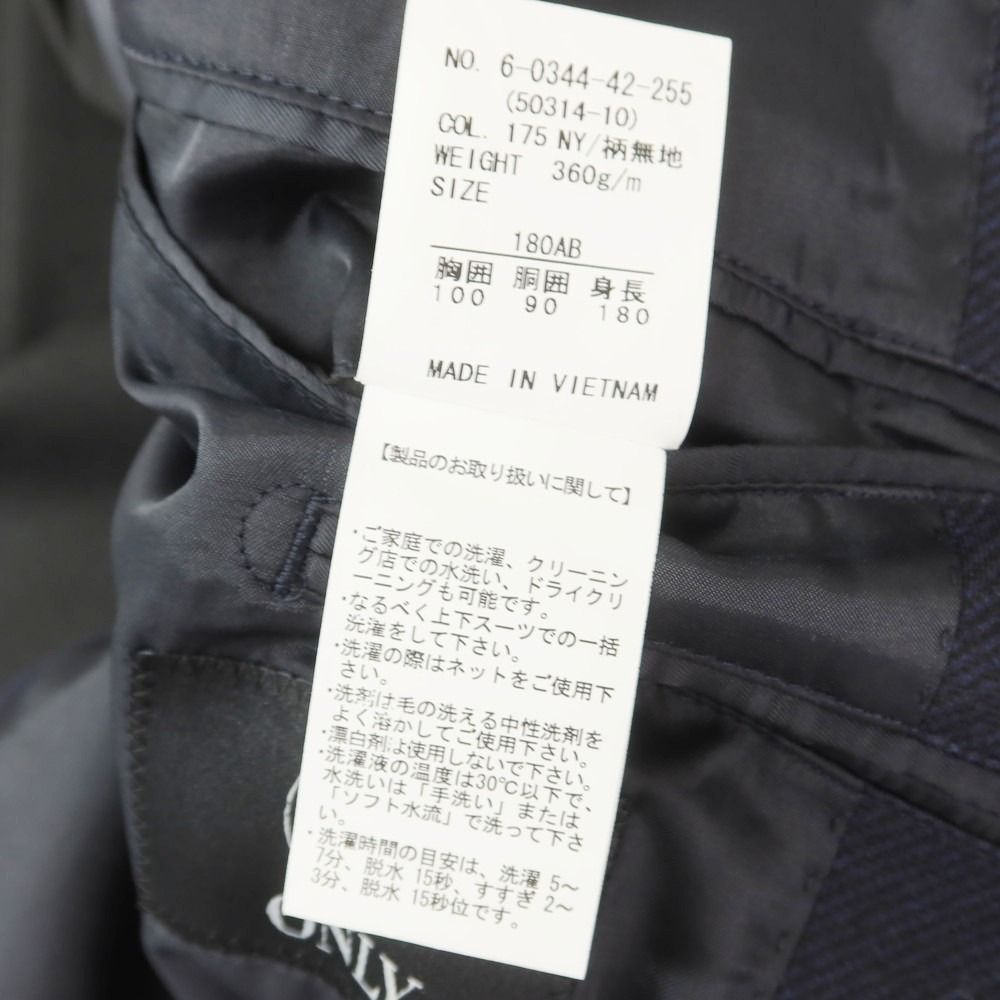 NO. 6-0344-42-255
(50314-10)
COL. 175 NY/柄無地
WEIGHT 360g/m
SIZE
180AB
胸囲 胴囲 身長
100 90 180
MADE IN VIETNAM
【製品のお取り扱いに関して】
・ご家庭での洗濯、クリーニン
グ店での水洗い、ドライクリ
ーニングも可能です。
・なるべく上下スーツでの一括
洗濯をして下さい。
・洗濯の際はネットをご使用下
さい。
・洗剤は毛の洗える中性洗剤を
よく溶かしてご使用下さい。
・漂白剤は使用しないで下さい。
・洗濯液の温度は30℃以下で、
水洗いは「手洗い」または
「ソフト水流」で洗って下さ
い。
・洗濯時間の目安は、洗濯 5～
7分、脱水 15秒、すすぎ 2～
3分、脱水 15秒位です。
ONLY